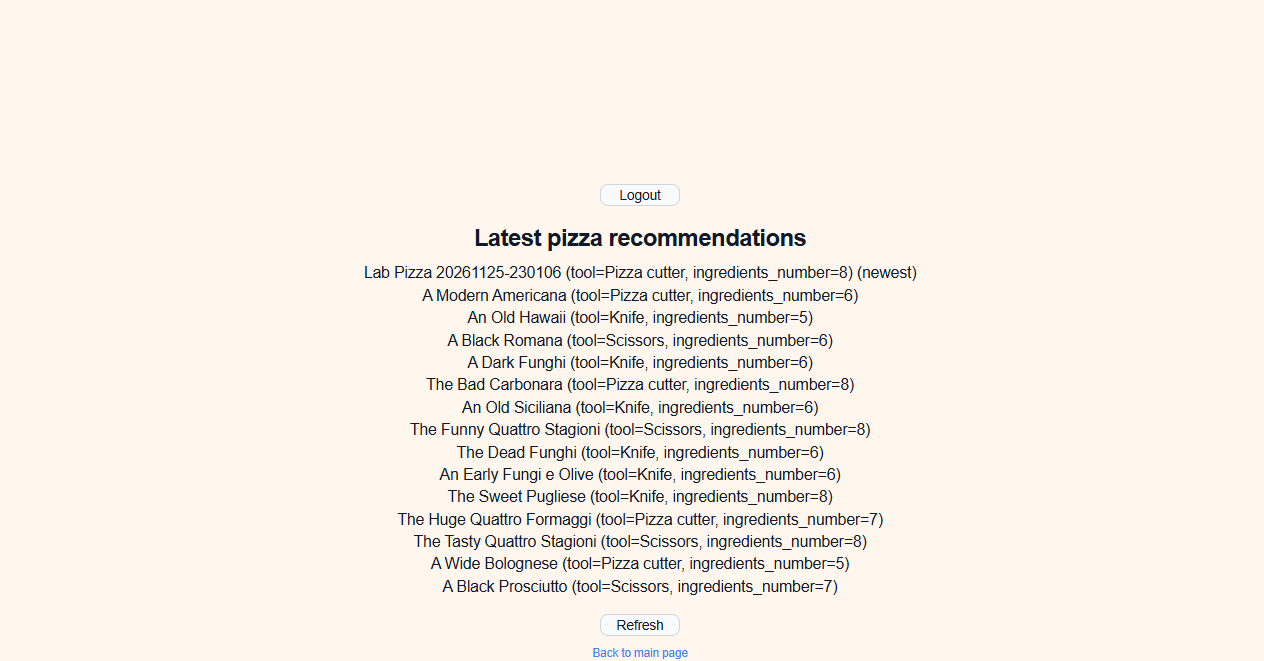 Logout
Latest pizza recommendations
Lab Pizza 20261125-230106 (tool=Pizza cutter, ingredients_number=8) (newest)
A Modern Americana (tool=Pizza cutter, ingredients_number=6)
An Old Hawaii (tool=Knife, ingredients_number=5)
A Black Romana (tool=Scissors, ingredients_number=6)
A Dark Funghi (tool=Knife, ingredients_number=6)
The Bad Carbonara (tool=Pizza cutter, ingredients_number=8)
An Old Siciliana (tool=Knife, ingredients_number=6)
The Funny Quattro Stagioni (tool=Scissors, ingredients_number=8)
The Dead Funghi (tool=Knife, ingredients_number=6)
An Early Fungi e Olive (tool=Knife, ingredients_number=6)
The Sweet Pugliese (tool=Knife, ingredients_number=8)
The Huge Quattro Formaggi (tool=Pizza cutter, ingredients_number=7)
The Tasty Quattro Stagioni (tool=Scissors, ingredients_number=8)
A Wide Bolognese (tool=Pizza cutter, ingredients_number=5)
A Black Prosciutto (tool=Scissors, ingredients_number=7)
Refresh
Back to main page